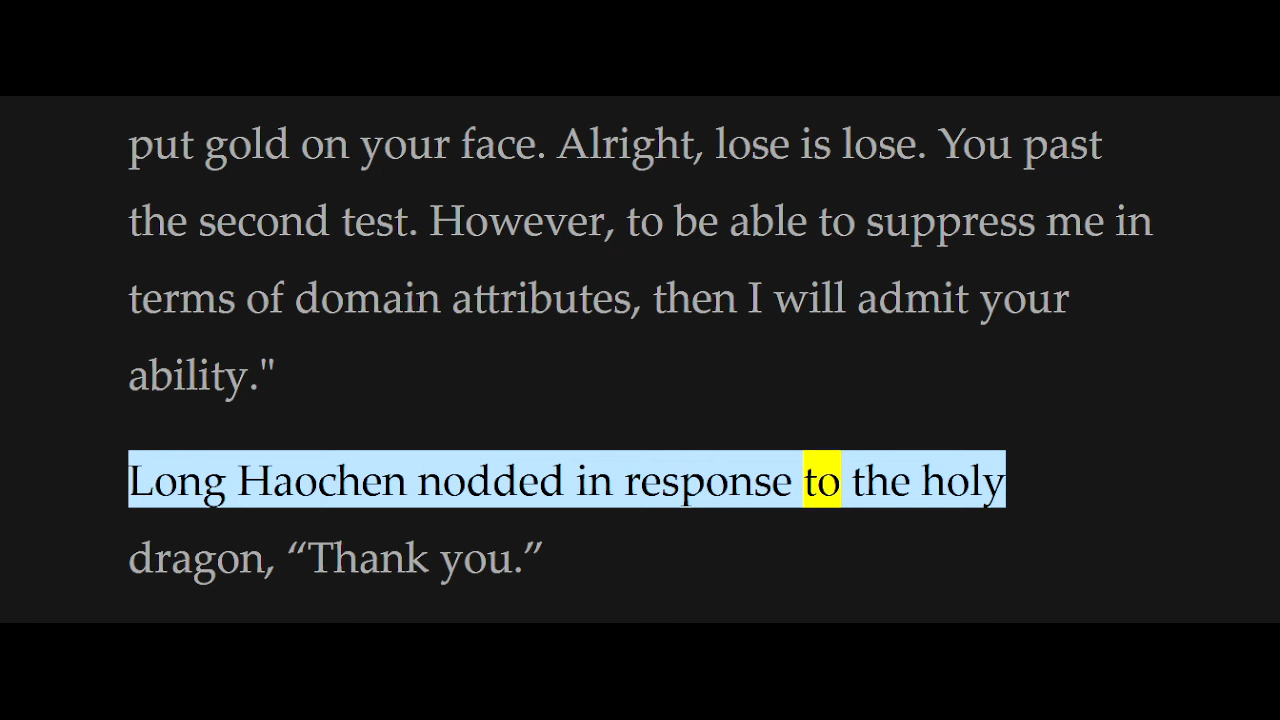 put gold on your face. Alright, lose is lose. You past
the second test. However, to be able to suppress me in
terms of domain attributes, then I will admit your
ability."
Long Haochen nodded in response to the holy
dragon, “Thank you.”